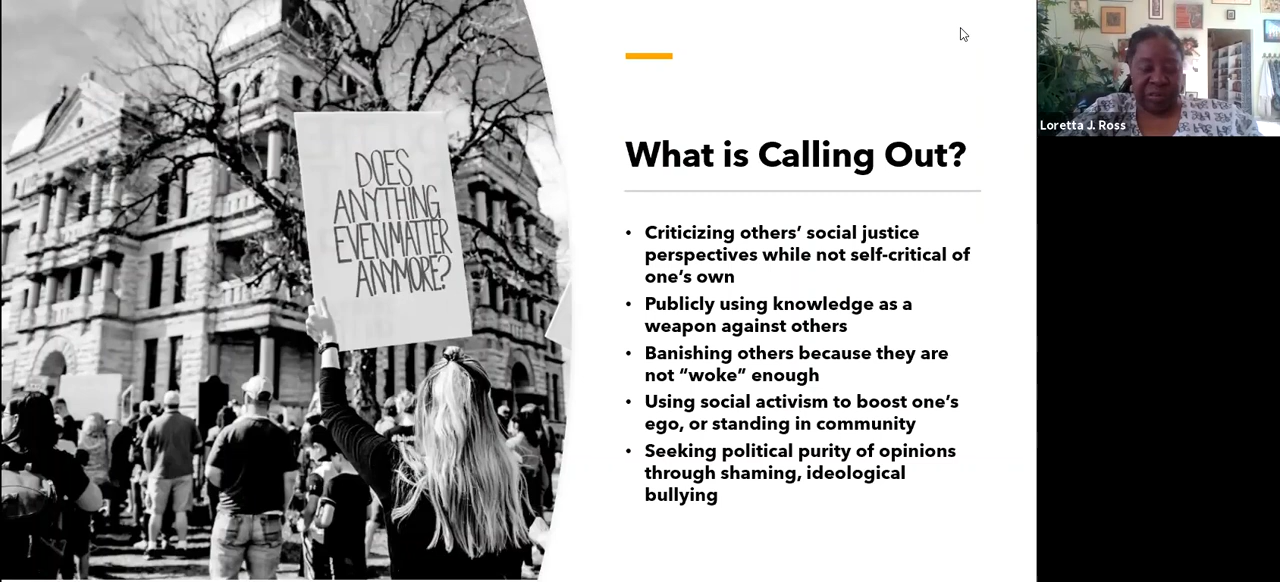 DOES
ANYTHING
EVEN MATTER
ANYMORE?
What is Calling Out?
• Criticizing others’ social justice
perspectives while not self-critical of
one’s own
• Publicly using knowledge as a
weapon against others
• Banishing others because they are
not “woke” enough
• Using social activism to boost one’s
ego, or standing in community
• Seeking political purity of opinions
through shaming, ideological
bullying
Loretta J. Ross